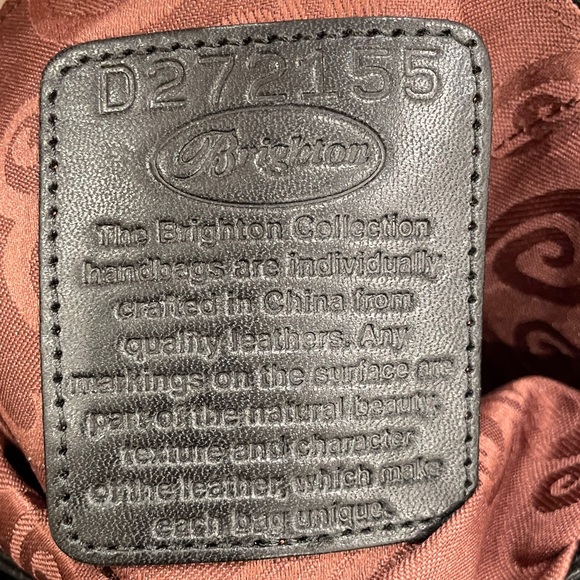 D272155
Brighton
The Brighton Collection
handbags are individually
crafted in China from
quality leathers. Any
markings on the surface are
part of the natural beauty,
texture and character
of the leather, which make
each bag unique.